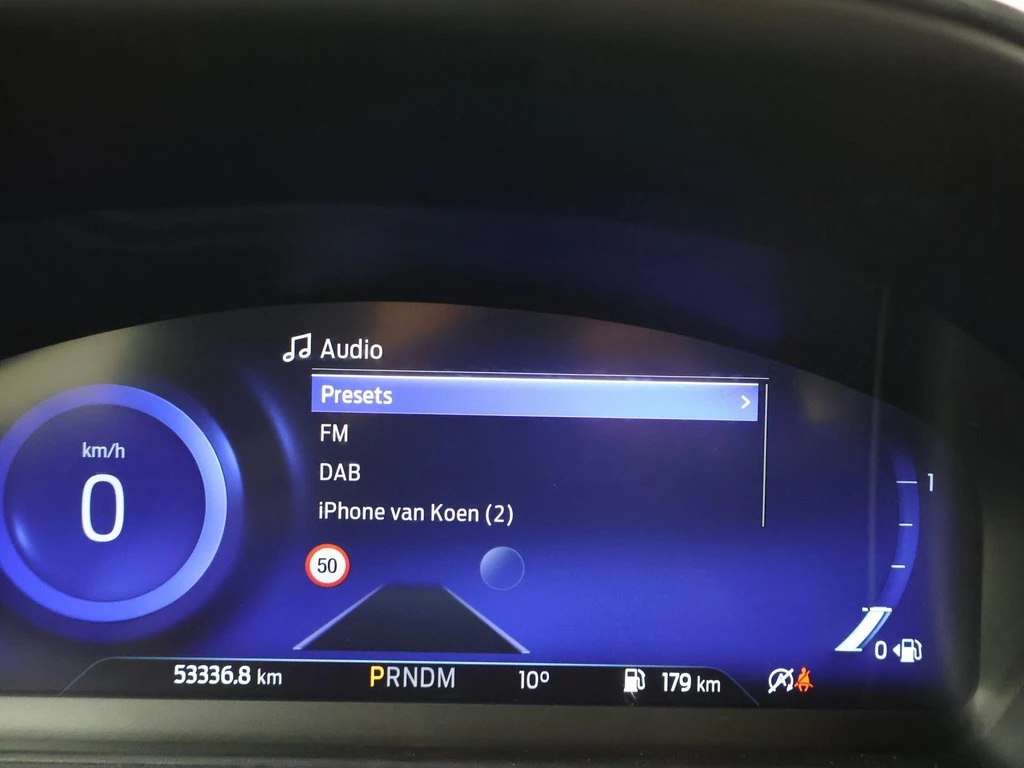 Audio
Presets
FM
DAB
iPhone van Koen (2)
km/h
0
50
1
0
53336.8 km
PRNDM
10º
179 km
A